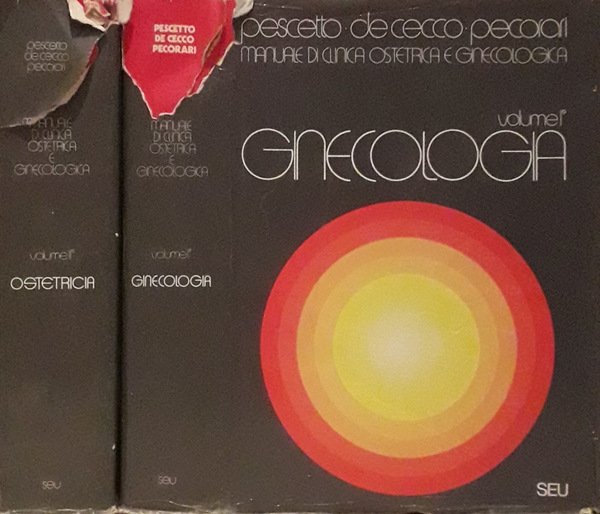 pescetto
de cecco
pecorari
MANUALE
DI CLINICA
OSTETRICA
E
GINECOLOGICA
volume II°
OSTETRICIA
SEU
PESCETTO
DE CECCO
PECORARI
MANUALE
DI CLINICA
OSTETRICA
E
GINECOLOGICA
volume I°
GINECOLOGIA
SEU
pescetto · de cecco · pecorari
MANUALE DI CLINICA OSTETRICA E GINECOLOGICA
volume I°
GINECOLOGIA
SEU